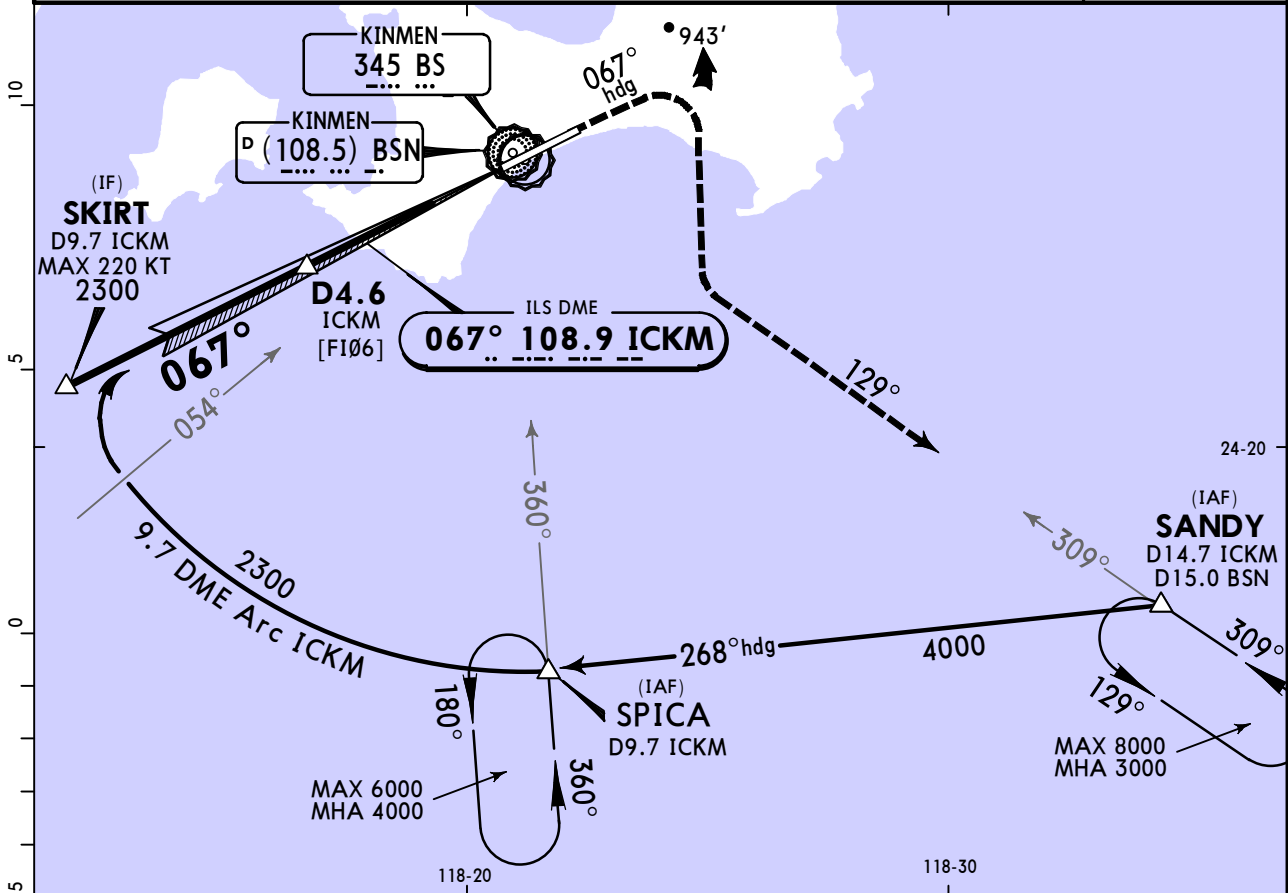 943'
KINMEN
345 BS
KINMEN
D (108.5) BSN
067°
hdg
10
(IF)
SKIRT
D9.7 ICKM
MAX 220 KT
2300
D4.6
ICKM
[FIØ6]
ILS DME
067° 108.9 ICKM
067°
5
054°
129°
24-20
360°
309°
(IAF)
SANDY
D14.7 ICKM
D15.0 BSN
2300
9.7 DME Arc ICKM
0
268° hdg
4000
309°
129°
(IAF)
SPICA
D9.7 ICKM
180°
360°
MAX 6000
MHA 4000
MAX 8000
MHA 3000
5
118-20
118-30